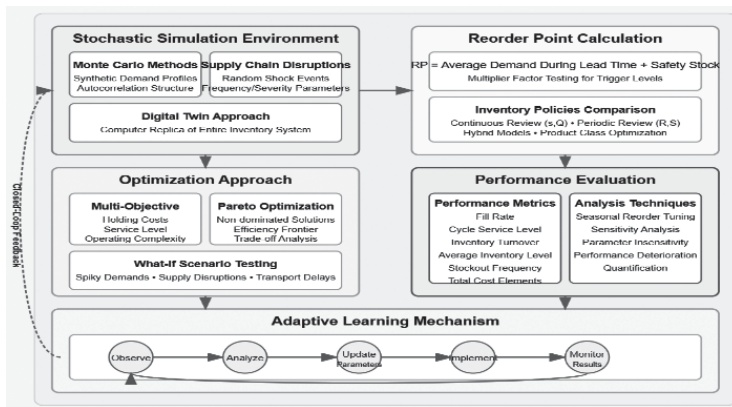 Stochastic Simulation Environment
Monte Carlo Methods
Synthetic Demand Profiles
Autocorrelation Structure
Supply Chain Disruptions
Random Shock Events
Frequency/Severity Parameters
Digital Twin Approach
Computer Replica of Entire Inventory System
Reorder Point Calculation
RP = Average Demand During Lead Time + Safety Stock
Multiplier Factor Testing for Trigger Levels
Inventory Policies Comparison
Continuous Review (s,Q) • Periodic Review (R,S)
Hybrid Models • Product Class Optimization
Optimization Approach
Multi-Objective
Holding Costs
Service Level
Operating Complexity
Pareto Optimization
Non dominated Solutions
Efficiency Frontier
Trade-off Analysis
What-If Scenario Testing
Spiky Demands • Supply Disruptions • Transport Delays
Performance Evaluation
Performance Metrics
Fill Rate
Cycle Service Level
Inventory Turnover
Average Inventory Level
Stockout Frequency
Total Cost Elements
Analysis Techniques
Seasonal Reorder Tuning
Sensitivity Analysis
Parameter Insensitivity
Performance Deterioration
Quantification
Closed-Loop Feedback
Adaptive Learning Mechanism
Observe
Analyze
Update
Parameters
Implement
Monitor
Results